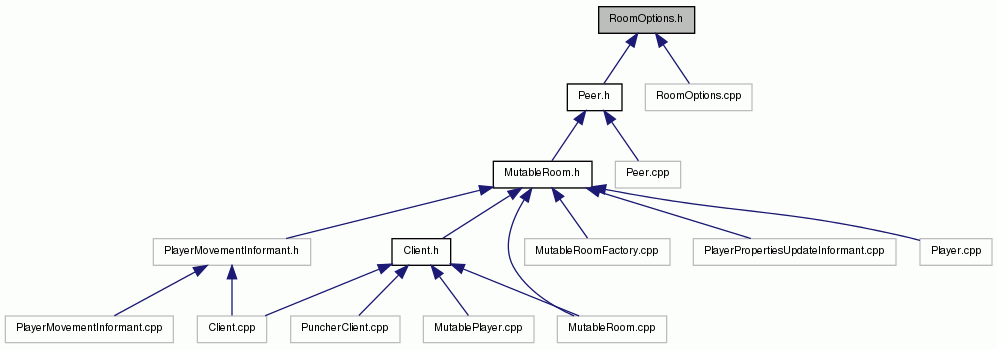 RoomOptions.h
Peer.h
RoomOptions.cpp
MutableRoom.h
Peer.cpp
PlayerMovementInformant.h
Client.h
MutableRoomFactory.cpp
PlayerPropertiesUpdateInformant.cpp
Player.cpp
PlayerMovementInformant.cpp
Client.cpp
PuncherClient.cpp
MutablePlayer.cpp
MutableRoom.cpp